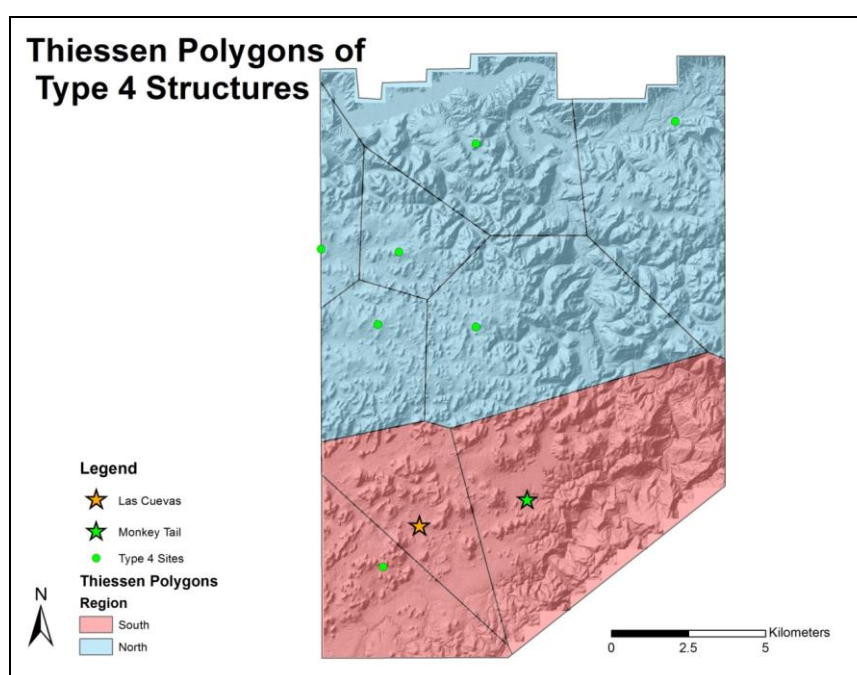 Thiessen Polygons of
Type 4 Structures
Legend
Las Cuevas
Monkey Tail
Type 4 Sites
Thiessen Polygons
Region
South
North
N
Kilometers
0 2.5 5